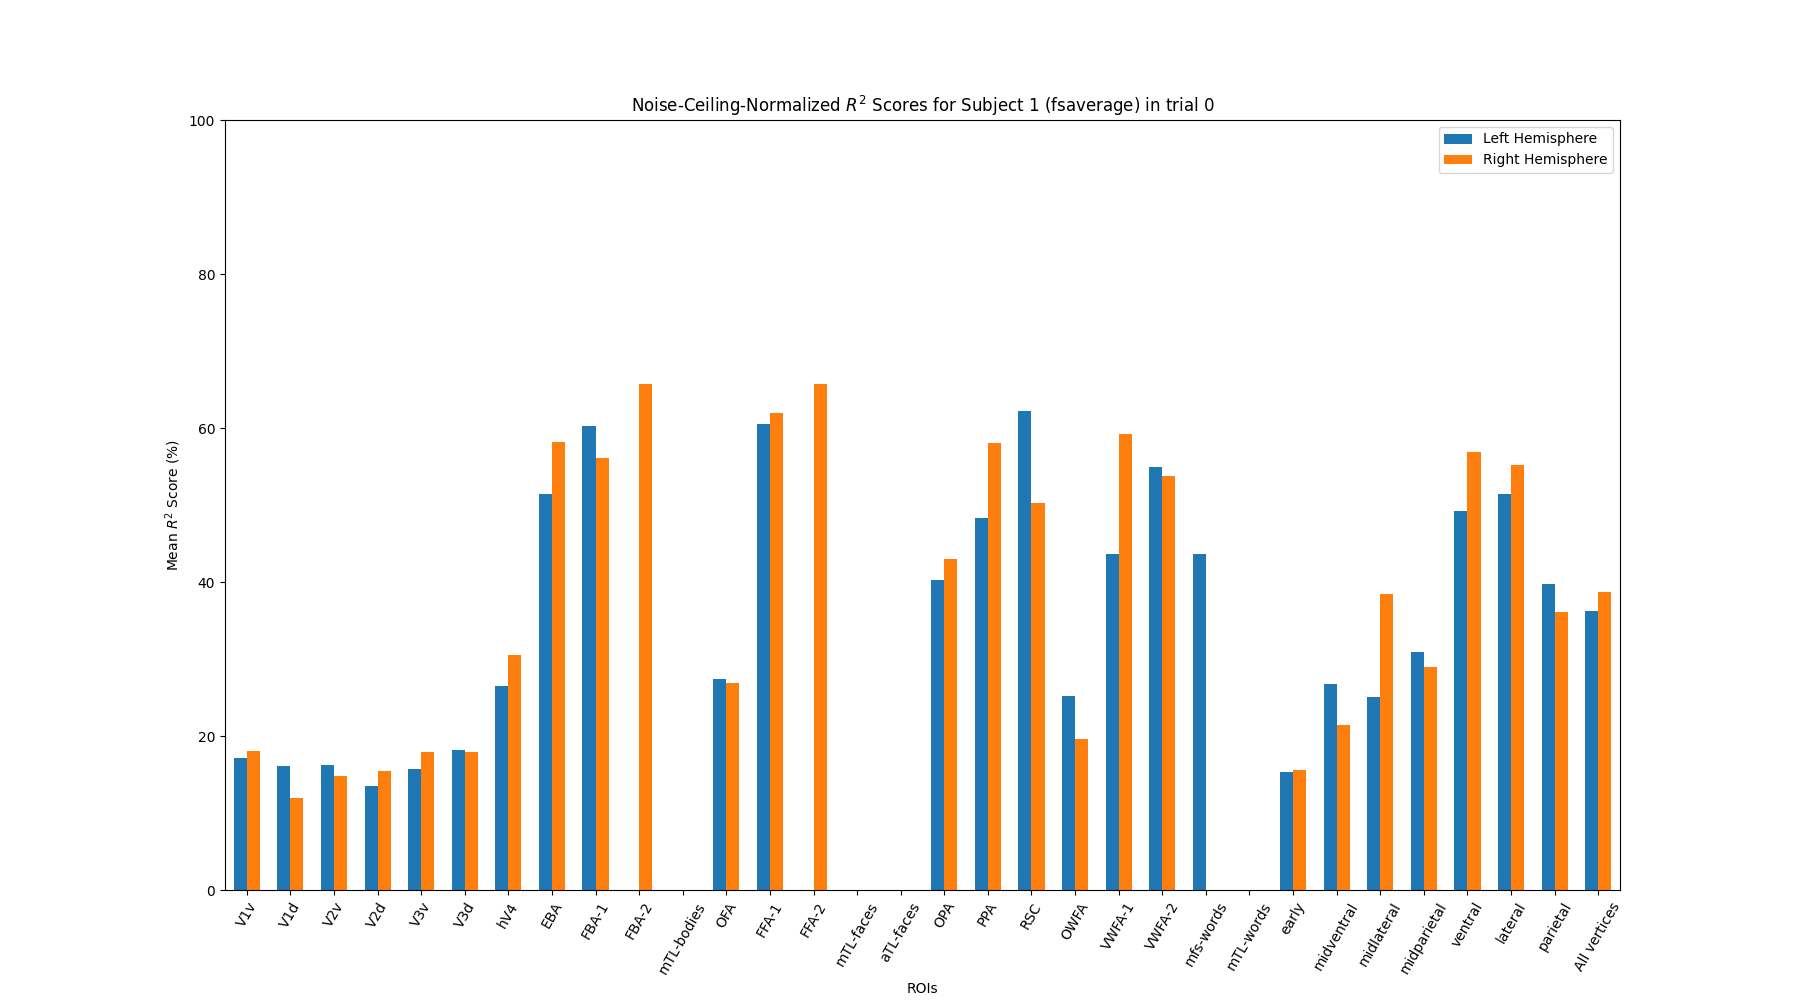 Noise-Ceiling-Normalized R² Scores for Subject 1 (fsaverage) in trial 0
Left Hemisphere
Right Hemisphere
Mean R² Score (%)
100
80
60
40
20
0
V1v
V1d
V2v
V2d
V3v
V3d
hV4
EBA
FBA-1
FBA-2
mTL-bodies
OFA
FFA-1
FFA-2
mTL-faces
aTL-faces
OPA
PPA
RSC
OWFA
VWFA-1
VWFA-2
mfs-words
mTL-words
early
midventral
midlateral
midparietal
ventral
lateral
parietal
All vertices
ROIs